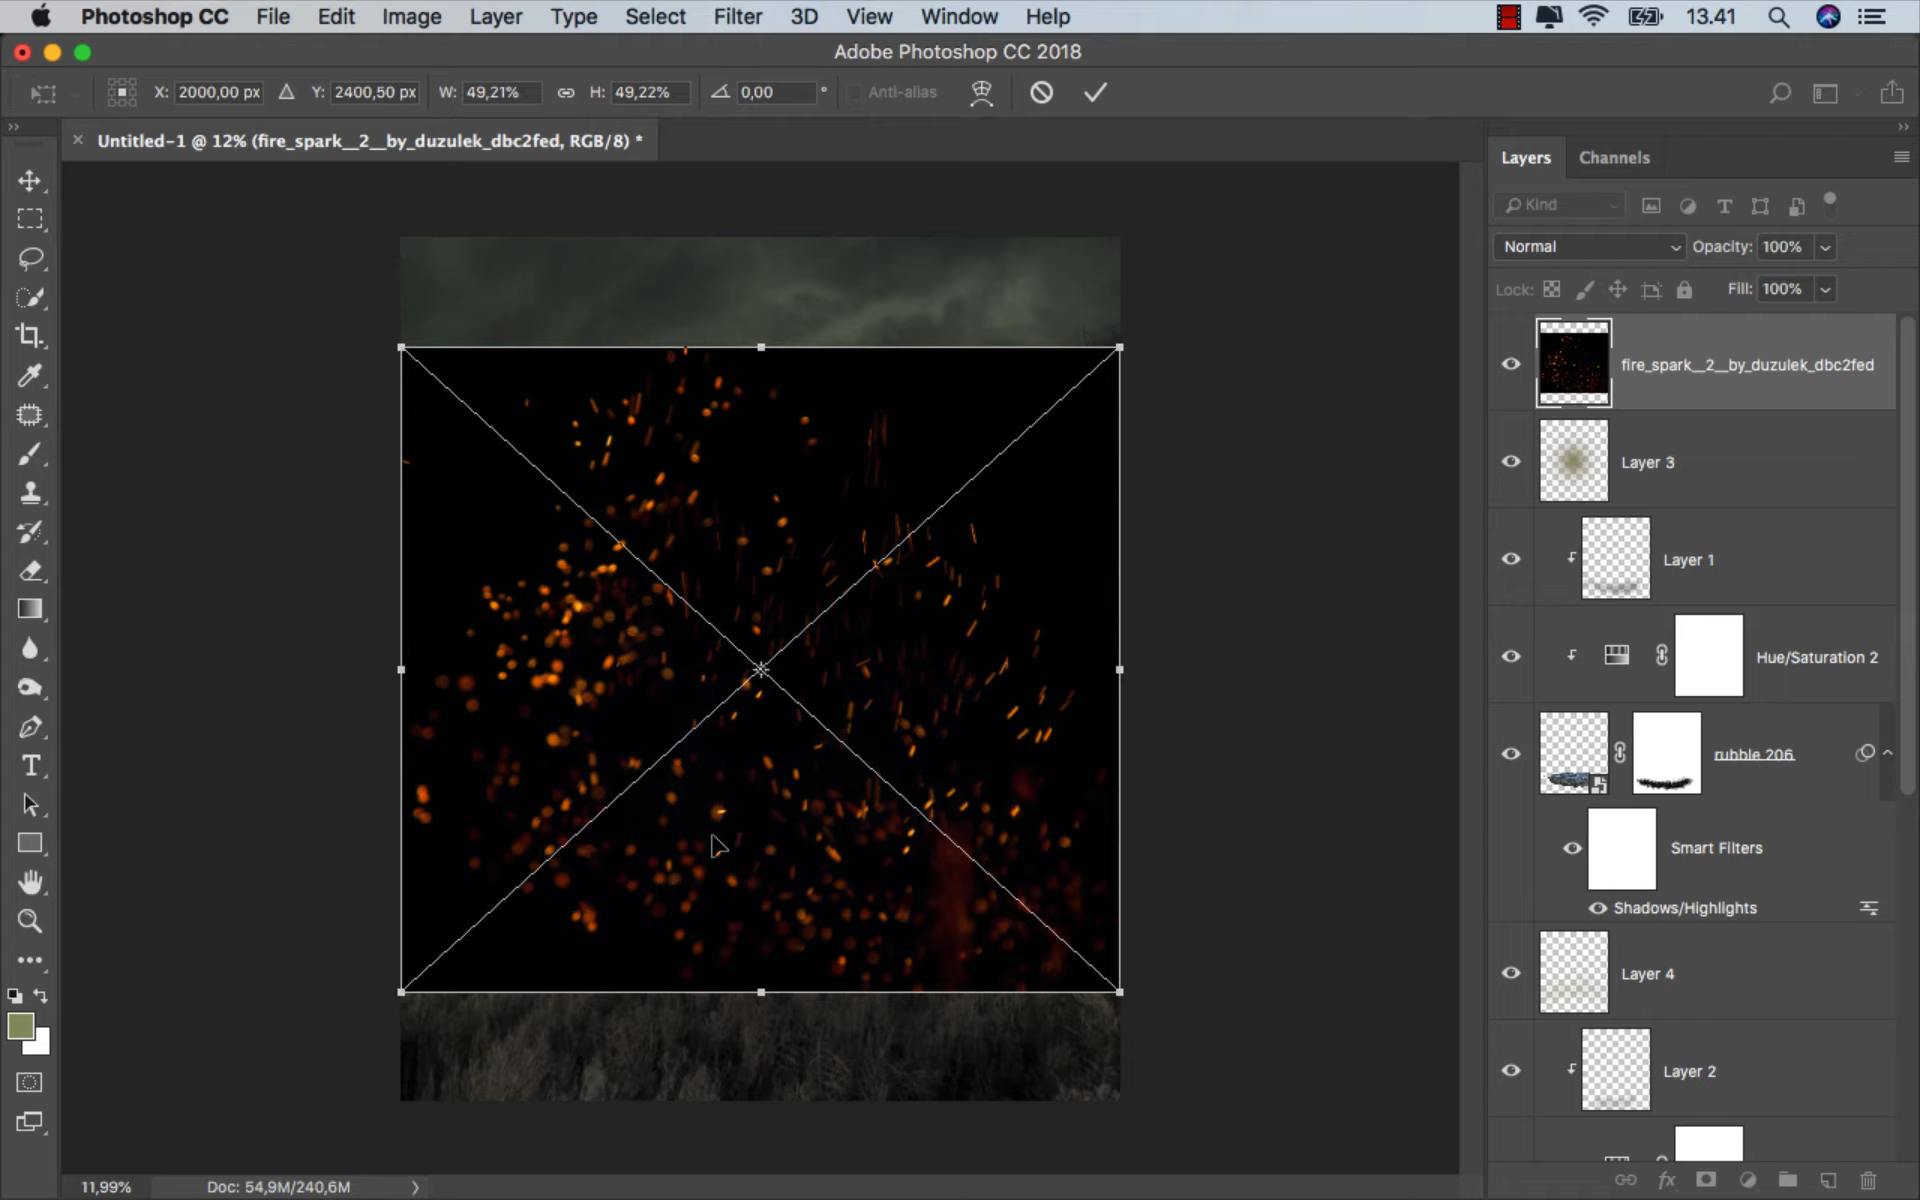 Photoshop CC File Edit Image Layer Type Select Filter 3D View Window Help 13.41
Adobe Photoshop CC 2018
X: 2000,00 px Y: 2400,50 px W: 49,21% H: 49,22% 0,00 ° Anti-alias
Untitled-1 @ 12% (fire_spark__2__by_duzulek_dbc2fed, RGB/8) *
Layers Channels
Kind
Normal Opacity: 100%
Lock: Fill: 100%
fire_spark__2__by_duzulek_dbc2fed
Layer 3
Layer 1
Hue/Saturation 2
rubble 206
Smart Filters
Shadows/Highlights
Layer 4
Layer 2
11,99% Doc: 54,9M/240,6M